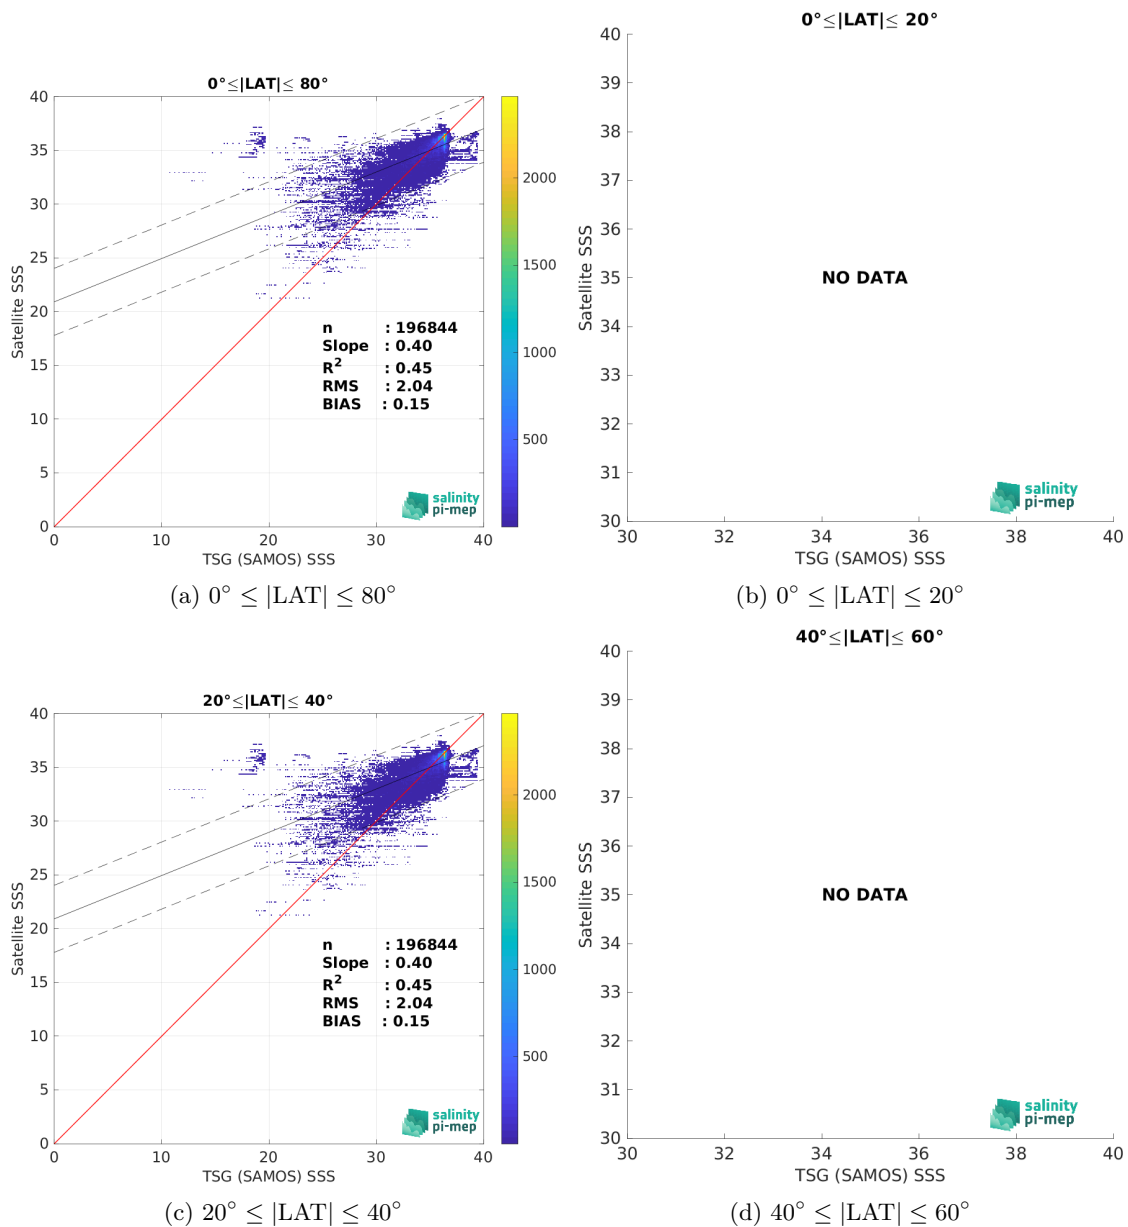 0°≤|LAT|≤ 80°
40
35
30
25
20
15
10
5
0
0
10
20
30
40
Satellite SSS
TSG (SAMOS) SSS
n : 196844
Slope : 0.40
R² : 0.45
RMS : 2.04
BIAS : 0.15
salinity
pi-mep
2000
1500
1000
500
(a) 0° ≤ |LAT| ≤ 80°
0°≤|LAT|≤ 20°
40
39
38
37
36
35
34
33
32
31
30
30
32
34
36
38
40
Satellite SSS
TSG (SAMOS) SSS
NO DATA
salinity
pi-mep
(b) 0° ≤ |LAT| ≤ 20°
20°≤|LAT|≤ 40°
40
35
30
25
20
15
10
5
0
0
10
20
30
40
Satellite SSS
TSG (SAMOS) SSS
n : 196844
Slope : 0.40
R² : 0.45
RMS : 2.04
BIAS : 0.15
salinity
pi-mep
2000
1500
1000
500
(c) 20° ≤ |LAT| ≤ 40°
40°≤|LAT|≤ 60°
40
39
38
37
36
35
34
33
32
31
30
30
32
34
36
38
40
Satellite SSS
TSG (SAMOS) SSS
NO DATA
salinity
pi-mep
(d) 40° ≤ |LAT| ≤ 60°